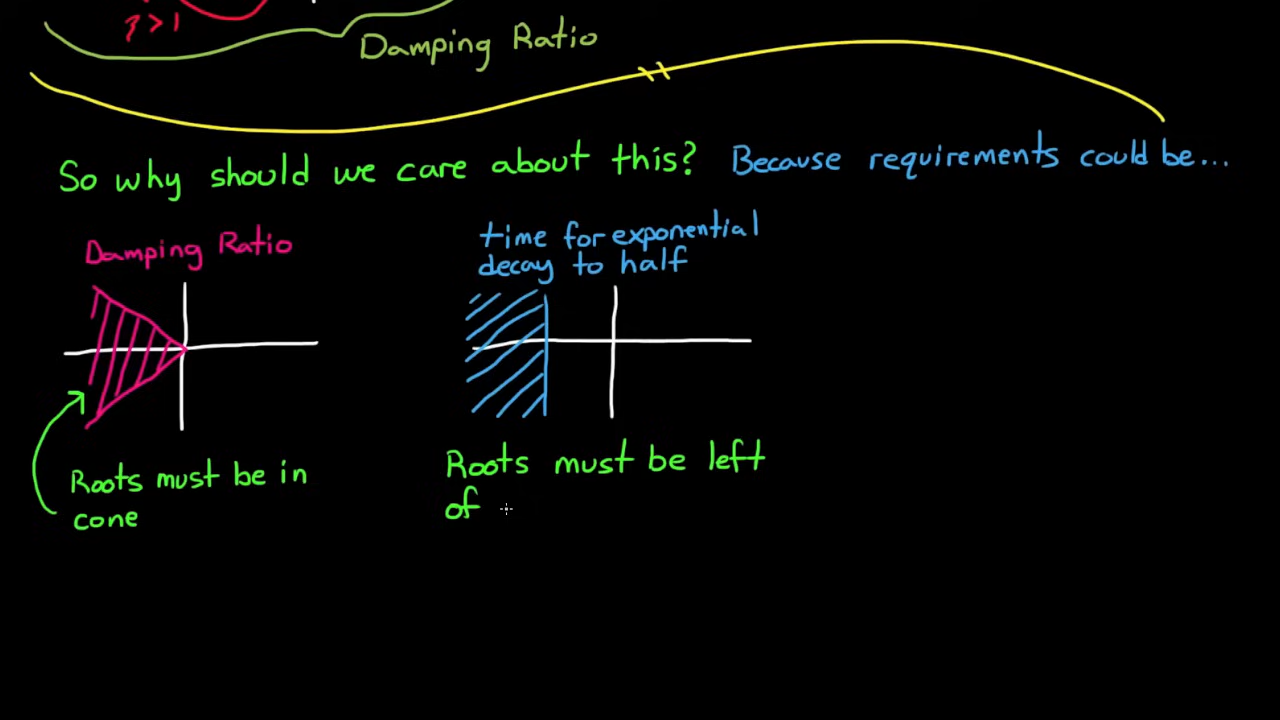 ζ > 1
Damping Ratio
So why should we care about this? Because requirements could be...
Damping Ratio
time for exponential
decay to half
Roots must be in
cone
Roots must be left
of